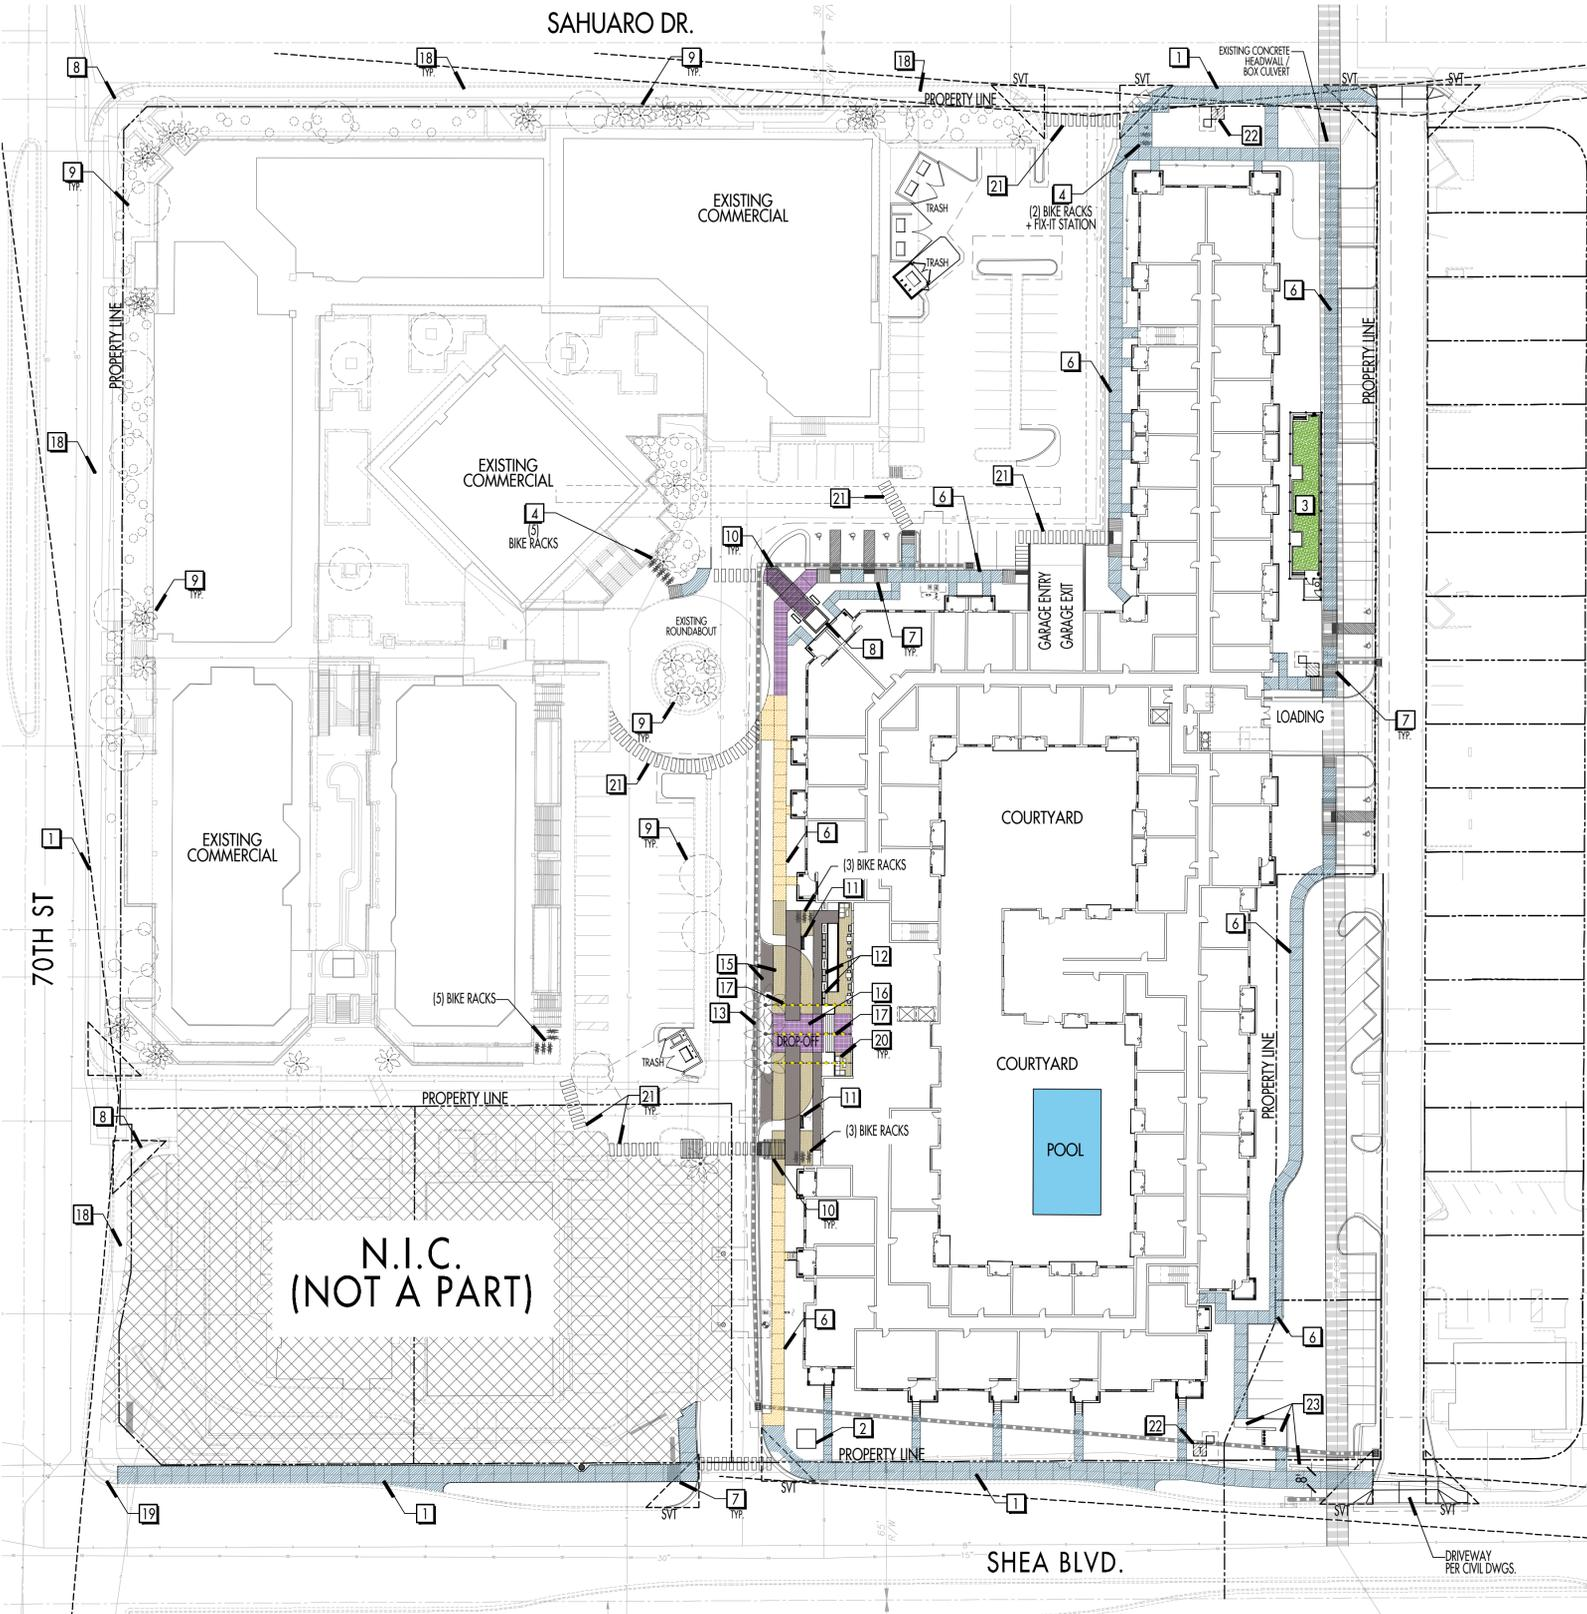 SAHUARO DR.
18
TYP.
9
TYP.
18
1
EXISTING CONCRETE
HEADWALL /
BOX CULVERT
8
SVT
SVT
SVT
SVT
PROPERTY LINE
22
9
TYP.
21
4
(2) BIKE RACKS
+ FIX-IT STATION
EXISTING
COMMERCIAL
TRASH
TRASH
6
PROPERTY LINE
PROPERTY LINE
6
18
EXISTING
COMMERCIAL
4
(5)
BIKE RACKS
21
6
21
3
10
TYP.
9
TYP.
GARAGE ENTRY
GARAGE EXIT
EXISTING
ROUNDABOUT
7
TYP.
8
9
TYP.
LOADING
7
TYP.
21
COURTYARD
1
EXISTING
COMMERCIAL
9
TYP.
6
(3) BIKE RACKS
11
70TH ST
6
15
12
17
16
(5) BIKE RACKS
13
17
DROP-OFF
20
TYP.
TRASH
COURTYARD
PROPERTY LINE
PROPERTY LINE
21
TYP.
11
8
(3) BIKE RACKS
POOL
18
10
TYP.
N.I.C.
(NOT A PART)
6
6
2
22
23
PROPERTY LINE
19
1
7
TYP.
SVT
SVT
1
SVT
SVT
65'
R/W
30'
15'
SHEA BLVD.
DRIVEWAY
PER CIVIL DWGS.